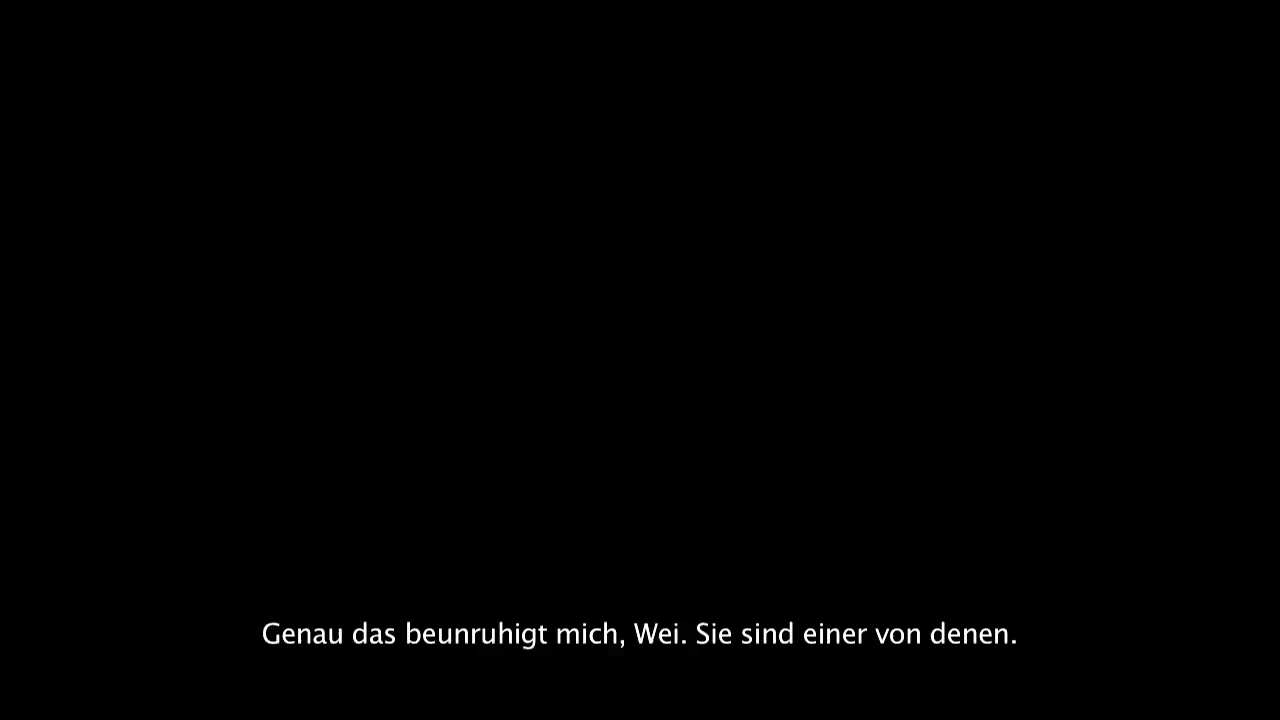 Genau das beunruhigt mich, Wei. Sie sind einer von denen.